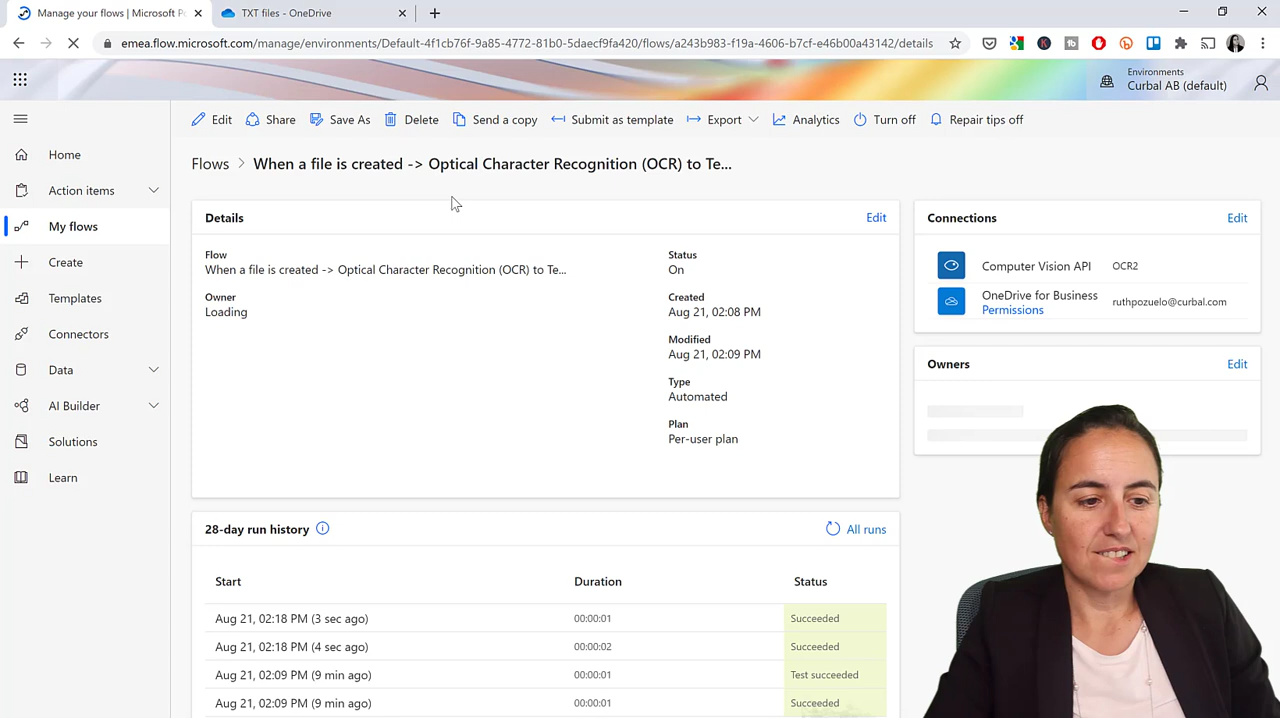 Manage your flows | Microsoft P
TXT files - OneDrive
emea.flow.microsoft.com/manage/environments/Default-4f1cb76f-9a85-4772-81b0-5daecf9fa420/flows/a243b983-f19a-4606-b7cf-e46b00a43142/details
Environments
Curbal AB (default)
Edit
Share
Save As
Delete
Send a copy
Submit as template
Export
Analytics
Turn off
Repair tips off
Home
Action items
My flows
Create
Templates
Connectors
Data
AI Builder
Solutions
Learn
Flows > When a file is created -> Optical Character Recognition (OCR) to Te...
Details
Edit
Flow
When a file is created -> Optical Character Recognition (OCR) to Te...
Owner
Loading
Status
On
Created
Aug 21, 02:08 PM
Modified
Aug 21, 02:09 PM
Type
Automated
Plan
Per-user plan
Connections
Edit
Computer Vision API OCR2
OneDrive for Business ruthpozuelo@curbal.com
Permissions
Owners
Edit
28-day run history
All runs
Start Duration Status
Aug 21, 02:18 PM (3 sec ago) 00:00:01 Succeeded
Aug 21, 02:18 PM (4 sec ago) 00:00:02 Succeeded
Aug 21, 02:09 PM (9 min ago) 00:00:01 Test succeeded
Aug 21, 02:09 PM (9 min ago) 00:00:01 Succeeded